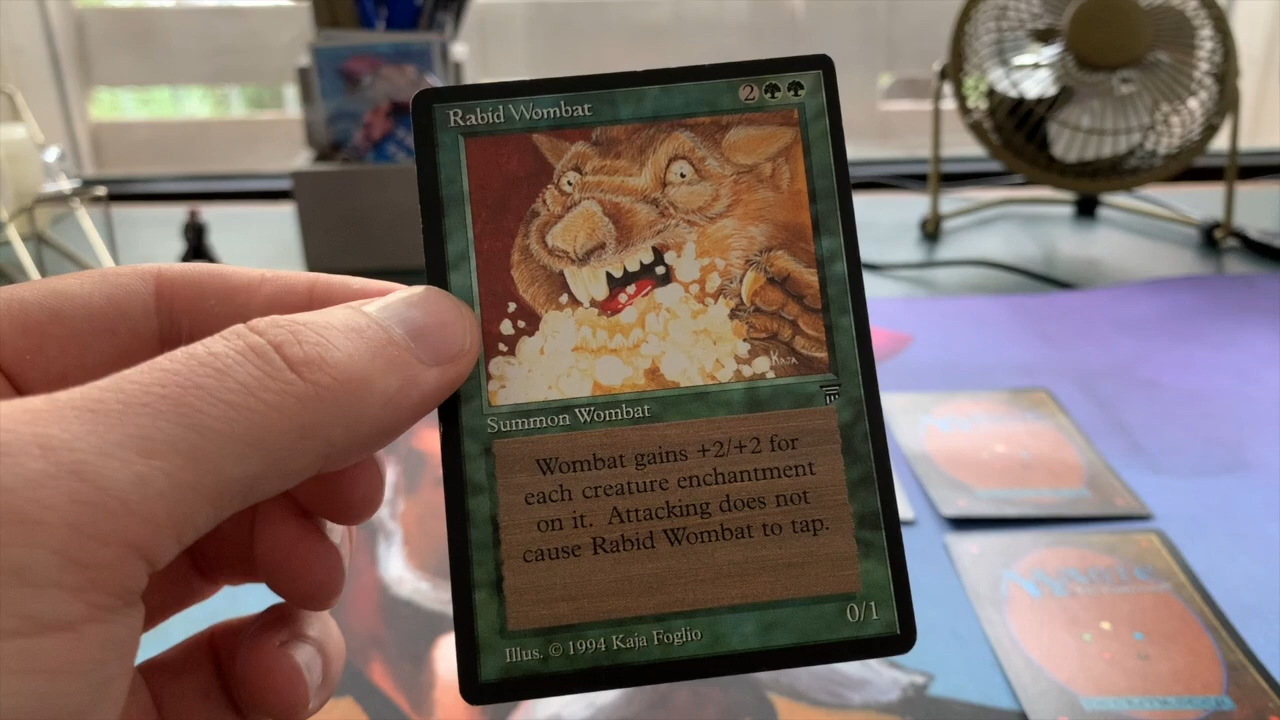 Rabid Wombat 2
Kaja
Summon Wombat
Wombat gains +2/+2 for
each creature enchantment
on it. Attacking does not
cause Rabid Wombat to tap.
0/1
Illus. © 1994 Kaja Foglio